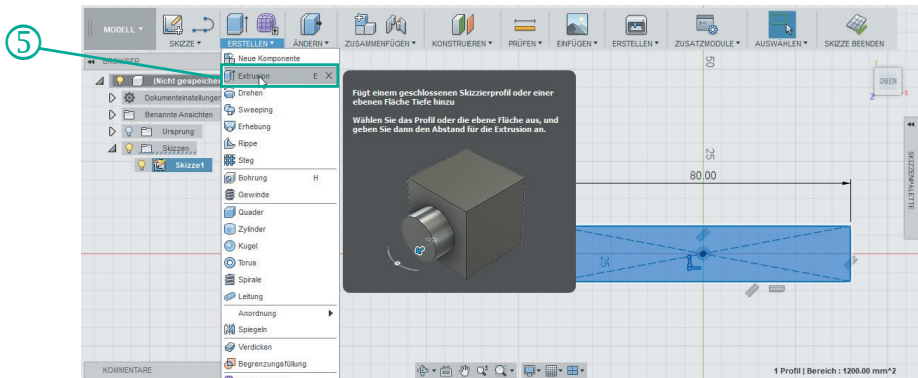 5
MODELL
SKIZZE
ERSTELLEN
ÄNDERN
ZUSAMMENFÜGEN
KONSTRUIEREN
PRÜFEN
EINFÜGEN
ERSTELLEN
ZUSATZMODULE
AUSWÄHLEN
SKIZZE BEENDEN
BROWSER
(Nicht gespeicher
Dokumenteinstellungen
Benannte Ansichten
Ursprung
Skizzen
Skizze1
Neue Komponente
Extrusion E X
Drehen
Sweeping
Erhebung
Rippe
Steg
Bohrung H
Gewinde
Quader
Zylinder
Kugel
Torus
Spirale
Leitung
Anordnung
Spiegeln
Verdicken
Begrenzungsfüllung
Fügt einem geschlossenen Skizzierprofil oder einer
ebenen Fläche Tiefe hinzu
Wählen Sie das Profil oder die ebene Fläche aus, und
geben Sie dann den Abstand für die Extrusion an.
10.00
50
25
80.00
25
OBEN
Y
Z
X
SKIZZENPALETTE
KOMMENTARE
1 Profil | Bereich : 1200.00 mm^2